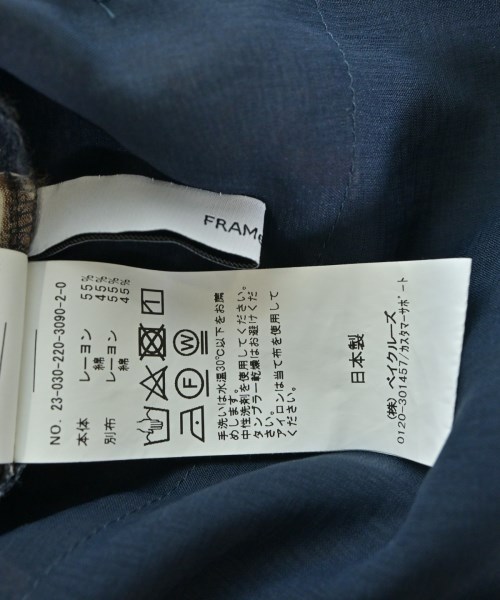 FRAM
NO. 23-030-220-3090-2-0
本体 レーヨン 55%
綿 45%
別布 レーヨン 55%
綿 45%
手洗いは水温30℃以下をお薦
めします。
中性洗剤を使用してください。
タンブラー乾燥はお避けくだ
さい。
アイロンは当て布を使用して
ください。
日本製
(株) ベイクルーズ
0120-301457/カスタマーサポート